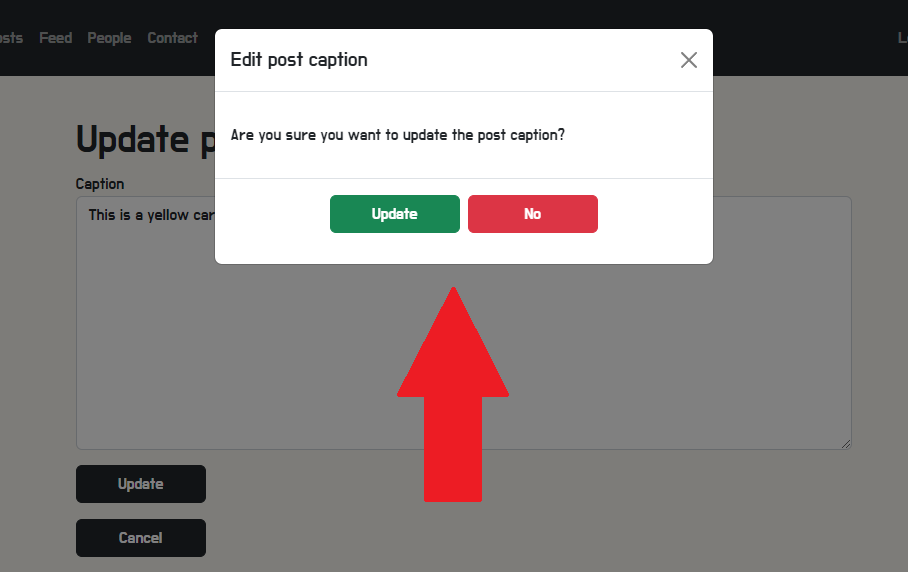 Feed People Contact
Edit post caption
Are you sure you want to update the post caption?
Update No
Update
Caption
This is a yellow car
Update
Cancel